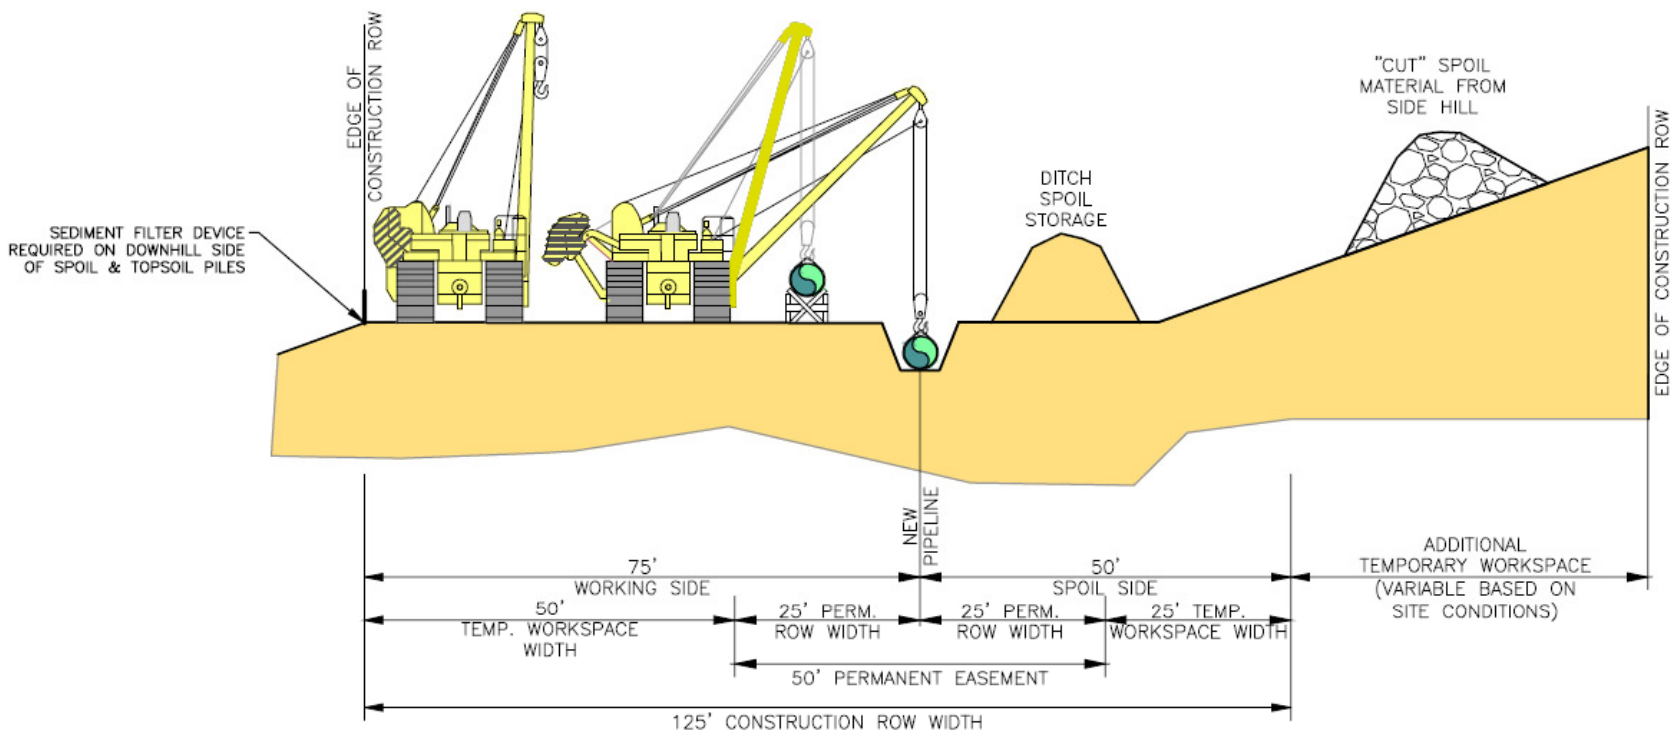 EDGE OF
CONSTRUCTION ROW
"CUT" SPOIL
MATERIAL FROM
SIDE HILL
EDGE OF CONSTRUCTION ROW
DITCH
SPOIL
STORAGE
SEDIMENT FILTER DEVICE
REQUIRED ON DOWNHILL SIDE
OF SPOIL & TOPSOIL PILES
NEW
PIPELINE
75'
WORKING SIDE
50'
SPOIL SIDE
ADDITIONAL
TEMPORARY WORKSPACE
(VARIABLE BASED ON
SITE CONDITIONS)
50'
TEMP. WORKSPACE
WIDTH
25' PERM.
ROW WIDTH
25' PERM.
ROW WIDTH
25' TEMP.
WORKSPACE WIDTH
50' PERMANENT EASEMENT
125' CONSTRUCTION ROW WIDTH